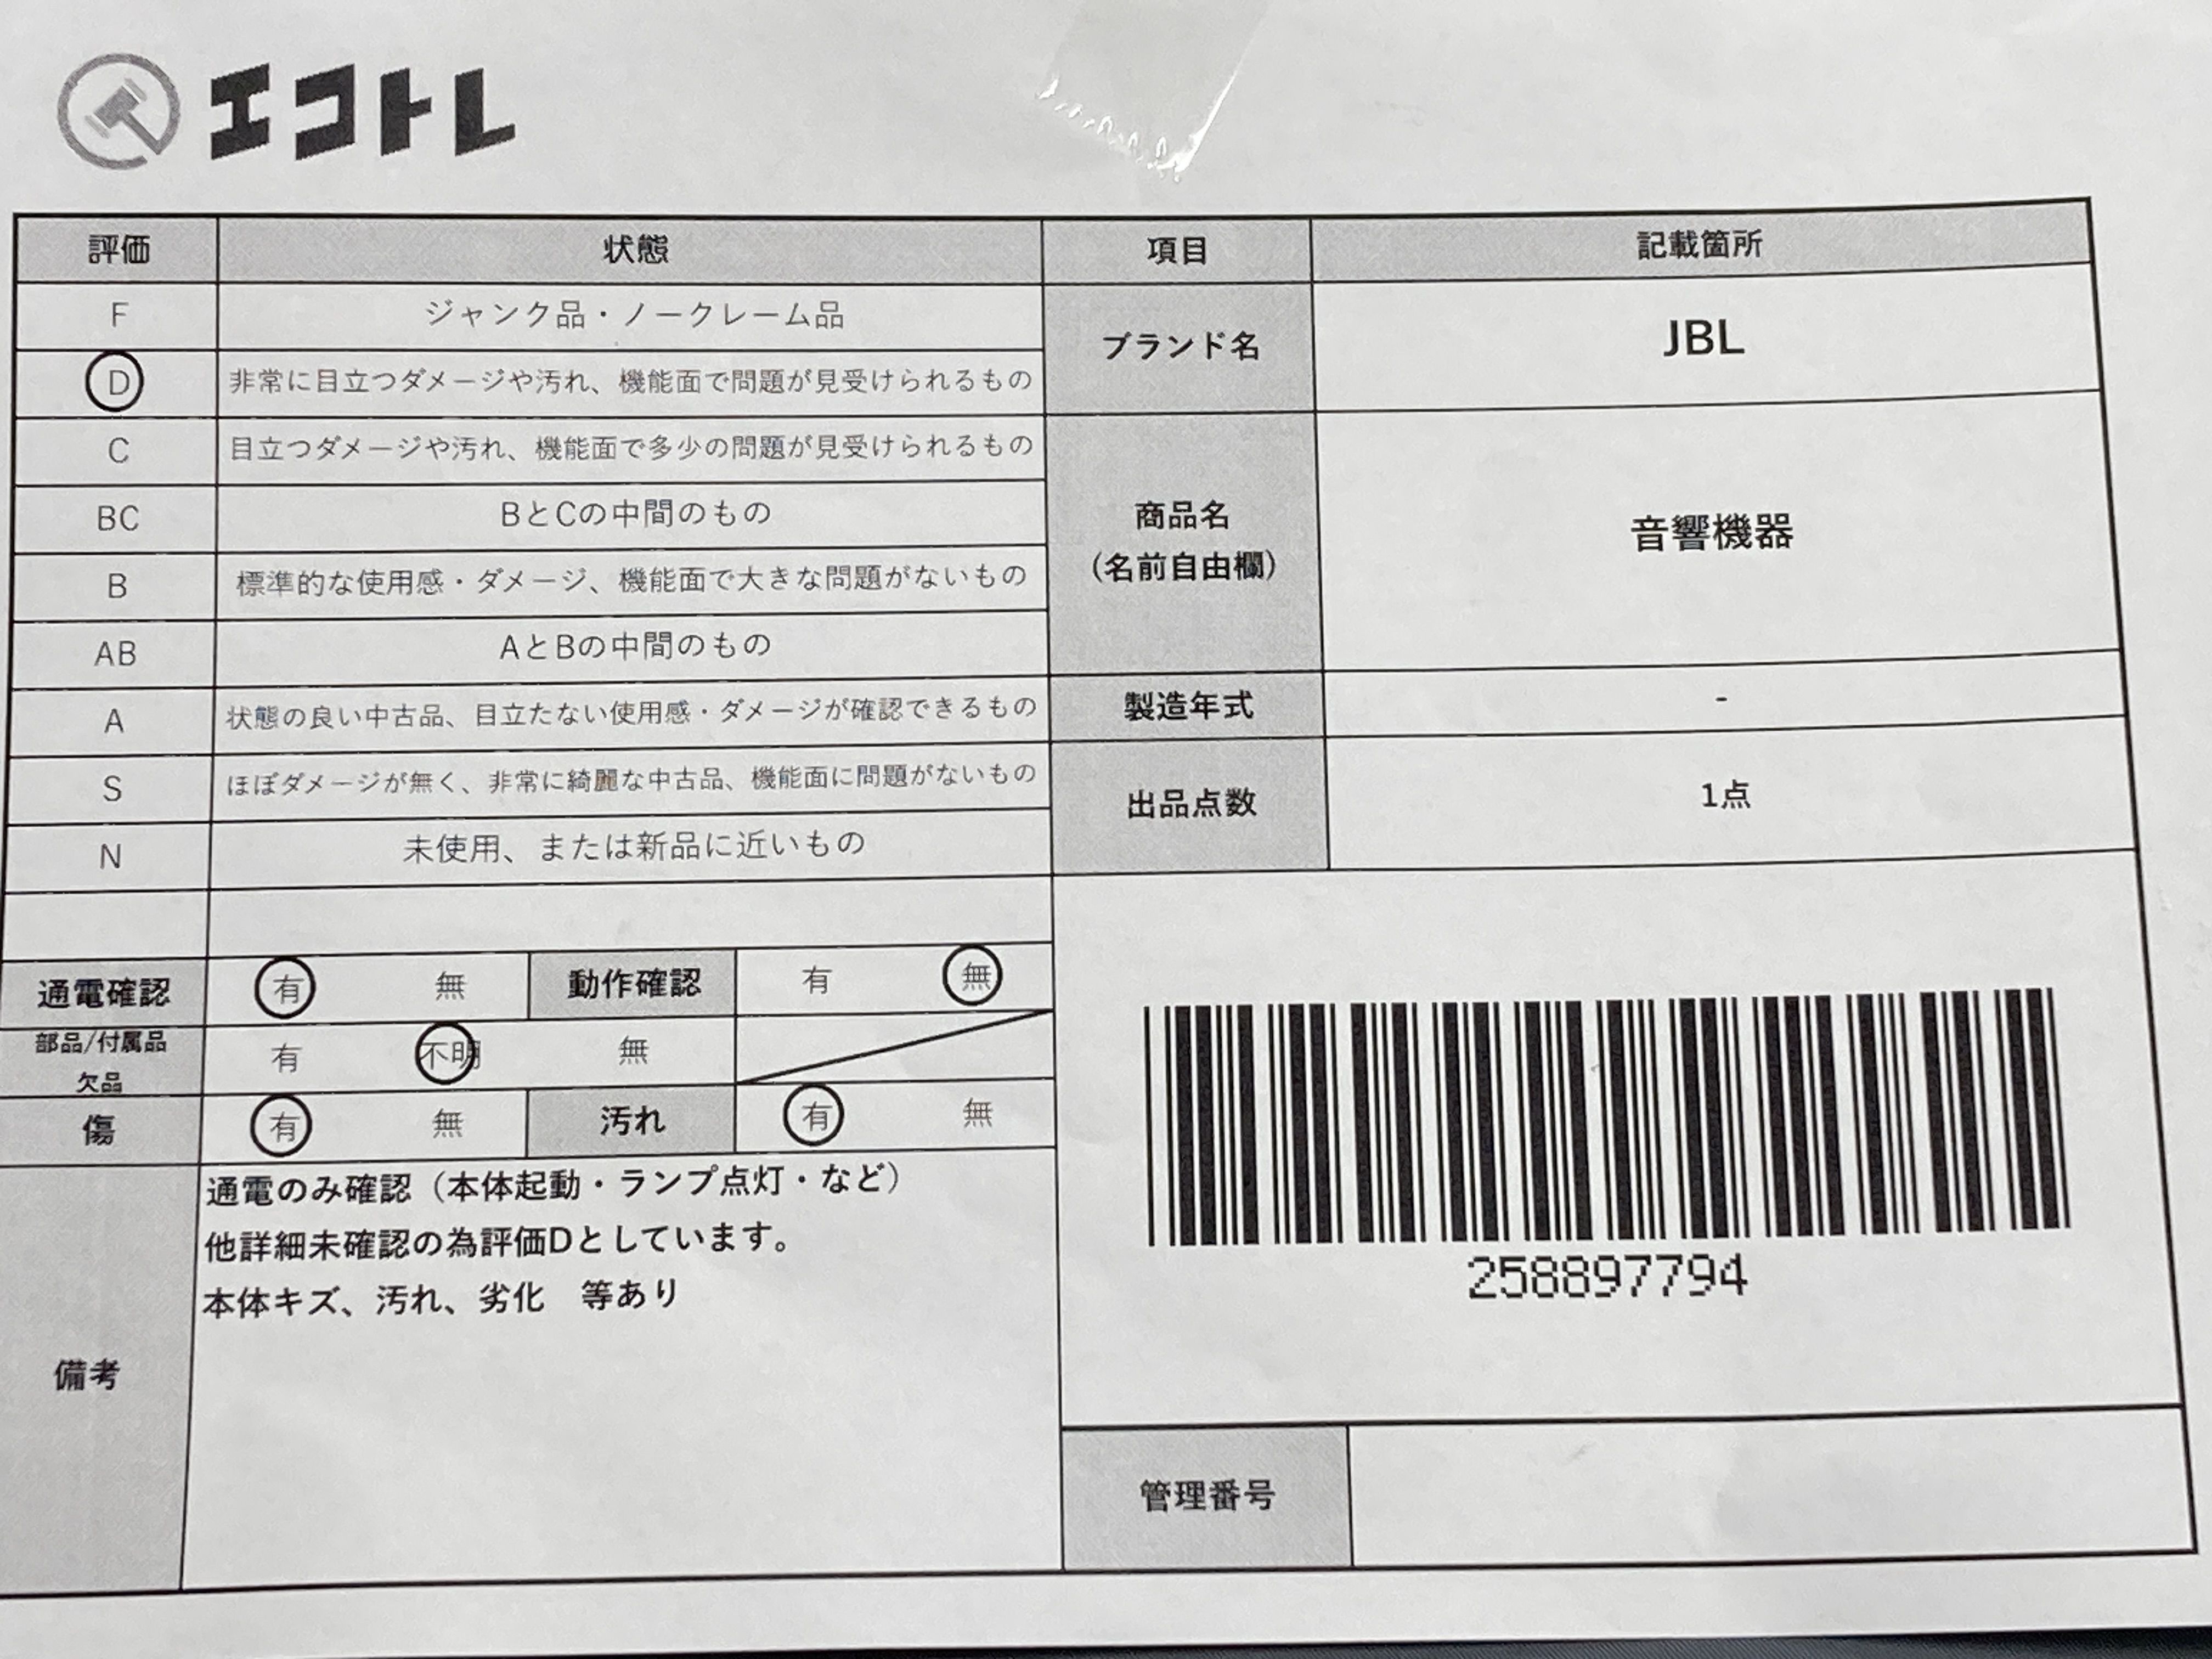 エコトレ
評価 状態 項目 記載箇所
F ジャンク品・ノークレーム品
D 非常に目立つダメージや汚れ、機能面で問題が見受けられるもの
C 目立つダメージや汚れ、機能面で多少の問題が見受けられるもの
BC BとCの中間のもの
B 標準的な使用感・ダメージ、機能面で大きな問題がないもの
AB AとBの中間のもの
A 状態の良い中古品、目立たない使用感・ダメージが確認できるもの
S ほぼダメージが無く、非常に綺麗な中古品、機能面に問題がないもの
N 未使用、または新品に近いもの
ブランド名 JBL
商品名
(名前自由欄)
音響機器
製造年式 -
出品点数 1点
通電確認 有 無 動作確認 有 無
部品/付属品
欠品
有 不明 無
傷 有 無 汚れ 有 無
備考
通電のみ確認（本体起動・ランプ点灯・など）
他詳細未確認の為評価Dとしています。
本体キズ、汚れ、劣化　等あり
258897794
管理番号